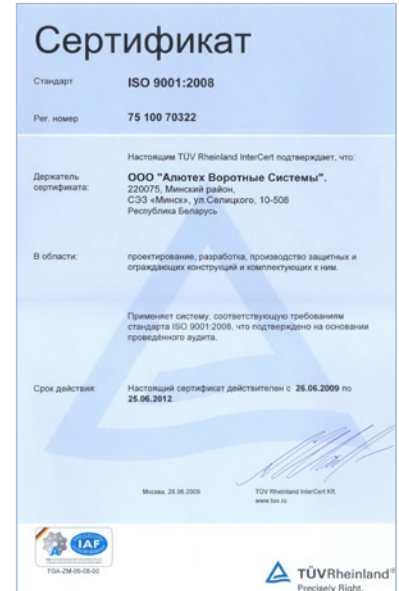 Сертификат
Стандарт ISO 9001:2008
Рег. номер 75 100 70322
Настоящим TÜV Rheinland InterCert подтверждает, что:
Держатель ООО "Алютех Воротные Системы".
сертификата: 220075, Минский район,
СЭЗ «Минск», ул.Селицкого, 10-508
Республика Беларусь
В области: проектирование, разработка, производство защитных и
ограждающих конструкций и комплектующих к ним.
Применяет систему, соответствующую требованиям
стандарта ISO 9001:2008, что подтверждено на основании
проведённого аудита.
Срок действия: Настоящий сертификат действителен с 26.06.2009 по
25.06.2012.
Москва, 26.06.2009 TÜV Rheinland InterCert Kft.
www.tuv.ru
IAF
TGA-ZM-09-08-00
TÜVRheinland®
Precisely Right.